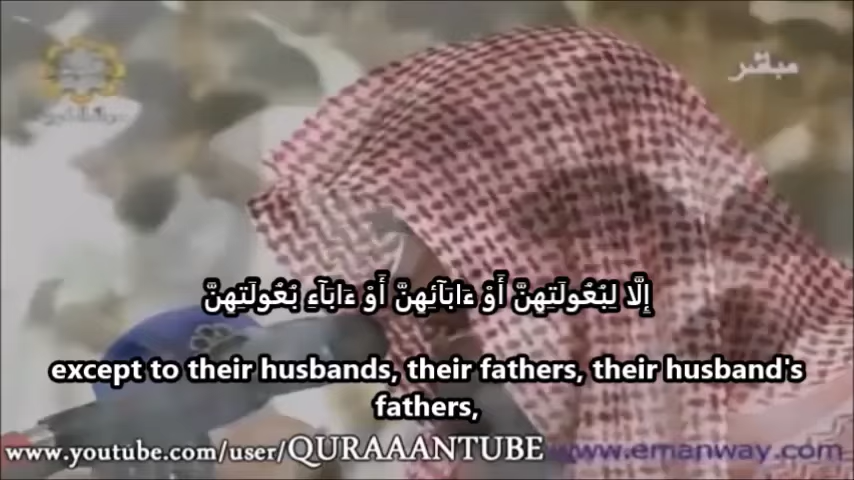 مباشر
إِلَّا لِبُعُولَتِهِنَّ أَوْ ءَابَآئِهِنَّ أَوْ ءَابَآءِ بُعُولَتِهِنَّ
except to their husbands, their fathers, their husband's
fathers,
www.youtube.com/user/QURAAANTUBE www.emanway.com